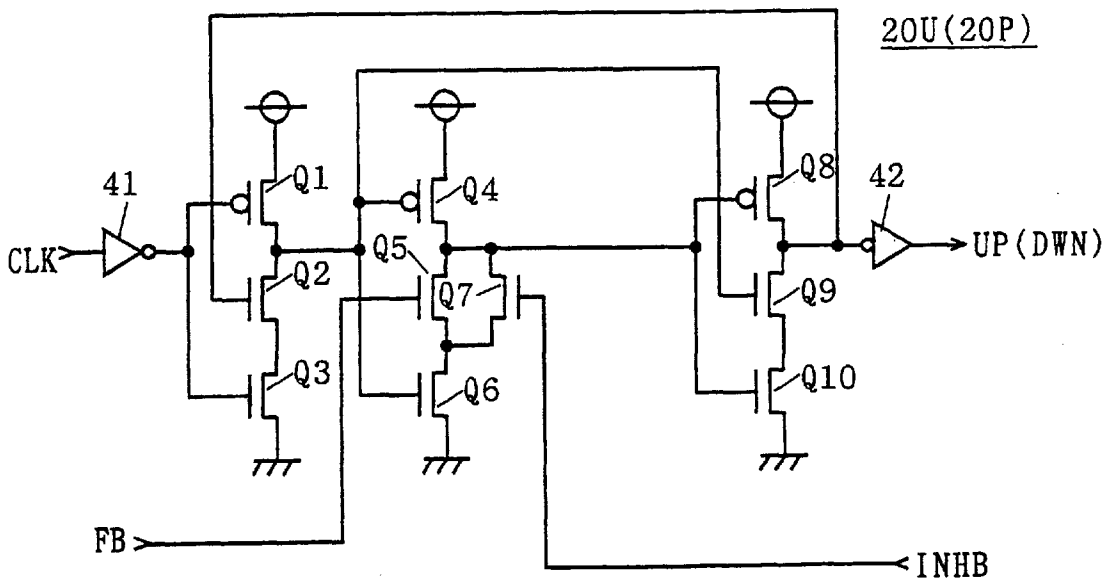 20U(20P)
41
Q1
Q4
Q8
42
CLK
Q5
UP(DWN)
Q2
Q7
Q9
Q3
Q6
Q10
FB
INHB